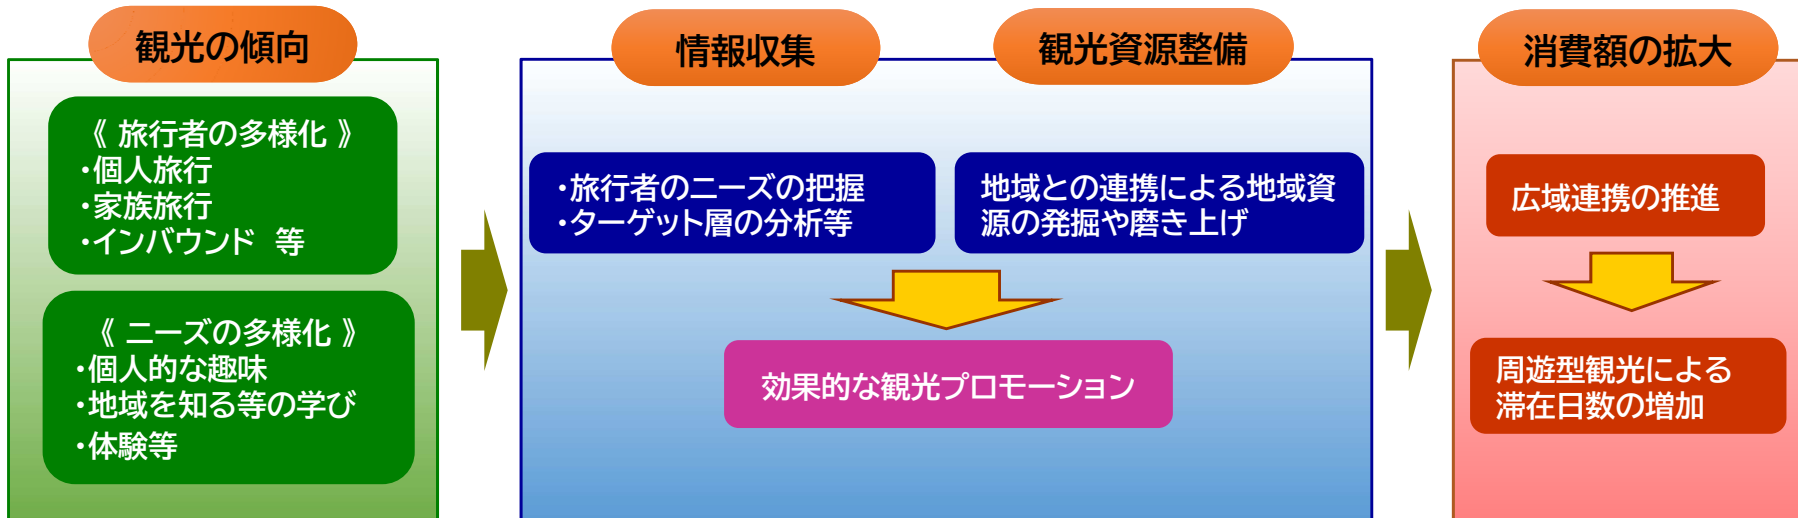 観光の傾向
《 旅行者の多様化 》
・個人旅行
・家族旅行
・インバウンド 等
《 ニーズの多様化 》
・個人的な趣味
・地域を知る等の学び
・体験等
情報収集
観光資源整備
・旅行者のニーズの把握
・ターゲット層の分析等
地域との連携による地域資
源の発掘や磨き上げ
効果的な観光プロモーション
消費額の拡大
広域連携の推進
周遊型観光による
滞在日数の増加